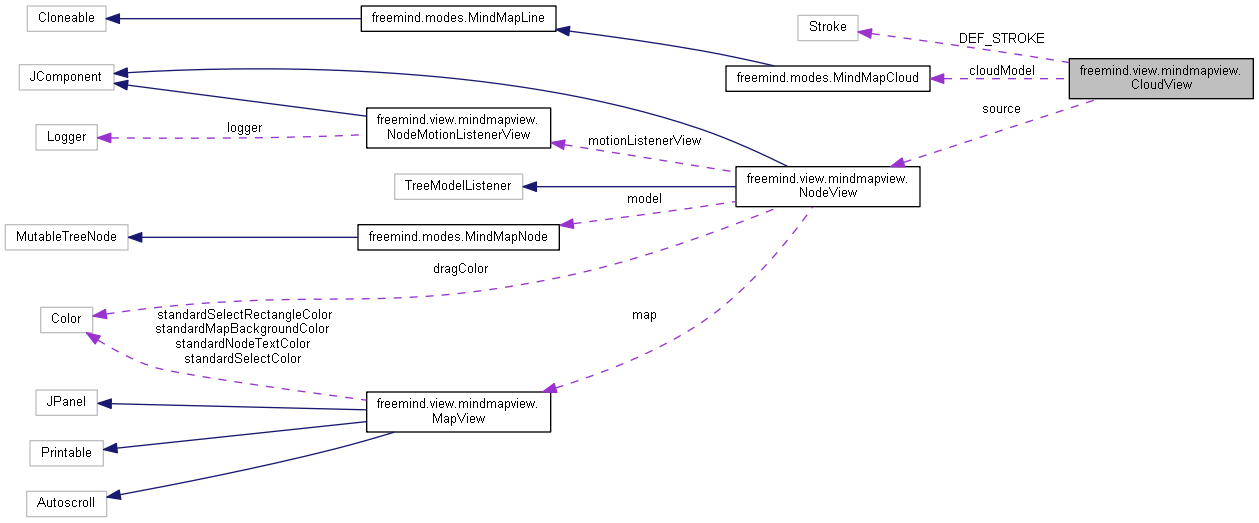 Cloneable
freemind.modes.MindMapLine
Stroke
DEF_STROKE
JComponent
freemind.modes.MindMapCloud
cloudModel
freemind.view.mindmapview.
CloudView
source
Logger
logger
freemind.view.mindmapview.
NodeMotionListenerView
motionListenerView
TreeModelListener
freemind.view.mindmapview.
NodeView
model
MutableTreeNode
freemind.modes.MindMapNode
dragColor
Color
standardSelectRectangleColor
standardMapBackgroundColor
standardNodeTextColor
standardSelectColor
map
JPanel
freemind.view.mindmapview.
MapView
Printable
Autoscroll